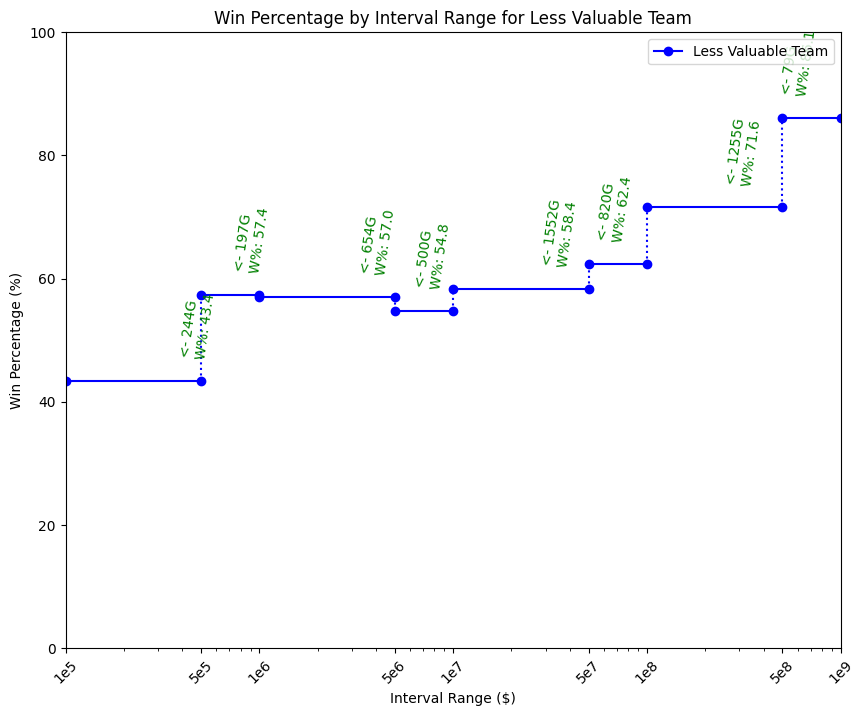 Win Percentage by Interval Range for Less Valuable Team
Less Valuable Team
Win Percentage (%)
100
80
60
40
20
0
<- 244G
W%: 43.4
<- 197G
W%: 57.4
<- 654G
W%: 57.0
<- 500G
W%: 54.8
<- 1552G
W%: 58.4
<- 820G
W%: 62.4
<- 1255G
W%: 71.6
<-
W%:
1e5
5e5
1e6
5e6
1e7
5e7
1e8
5e8
1e9
Interval Range ($)